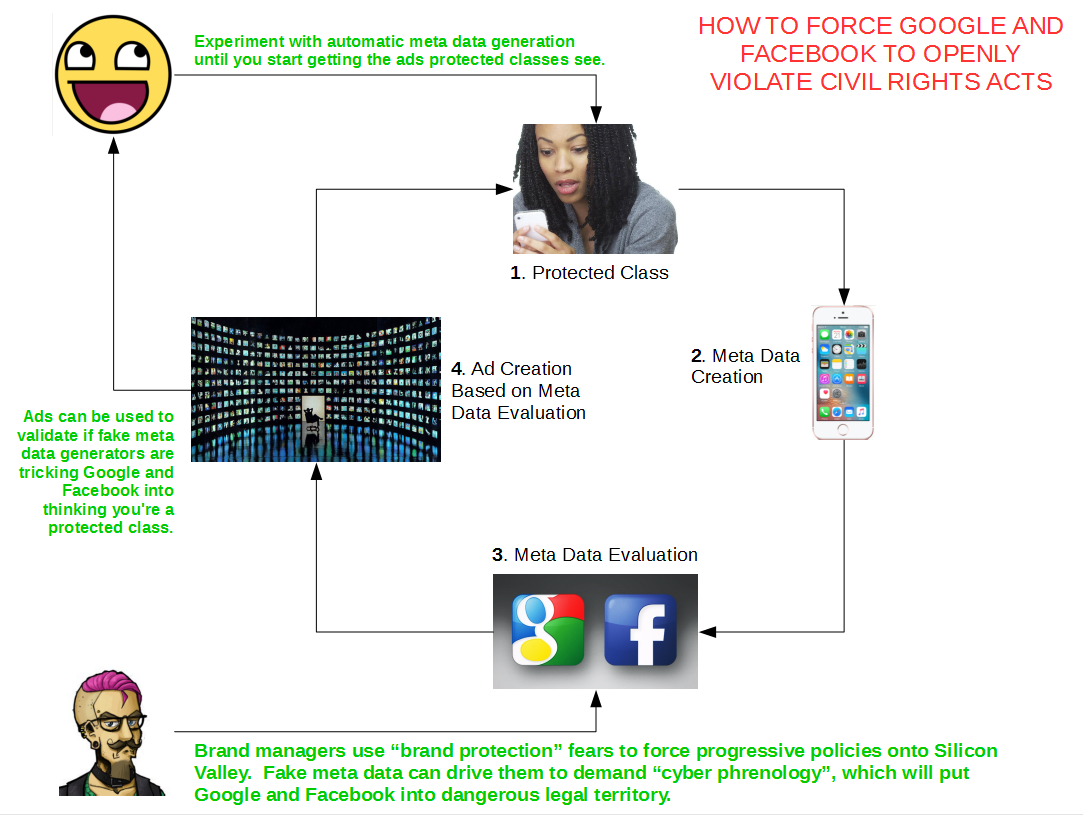 HOW TO FORCE GOOGLE AND
FACEBOOK TO OPENLY
VIOLATE CIVIL RIGHTS ACTS
Experiment with automatic meta data generation
until you start getting the ads protected classes see.
1. Protected Class
2. Meta Data
Creation
4. Ad Creation
Based on Meta
Data Evaluation
Ads can be used to
validate if fake meta
data generators are
tricking Google and
Facebook into
thinking you're a
protected class.
3. Meta Data Evaluation
g
f
Brand managers use “brand protection” fears to force progressive policies onto Silicon
Valley.  Fake meta data can drive them to demand “cyber phrenology”, which will put
Google and Facebook into dangerous legal territory.